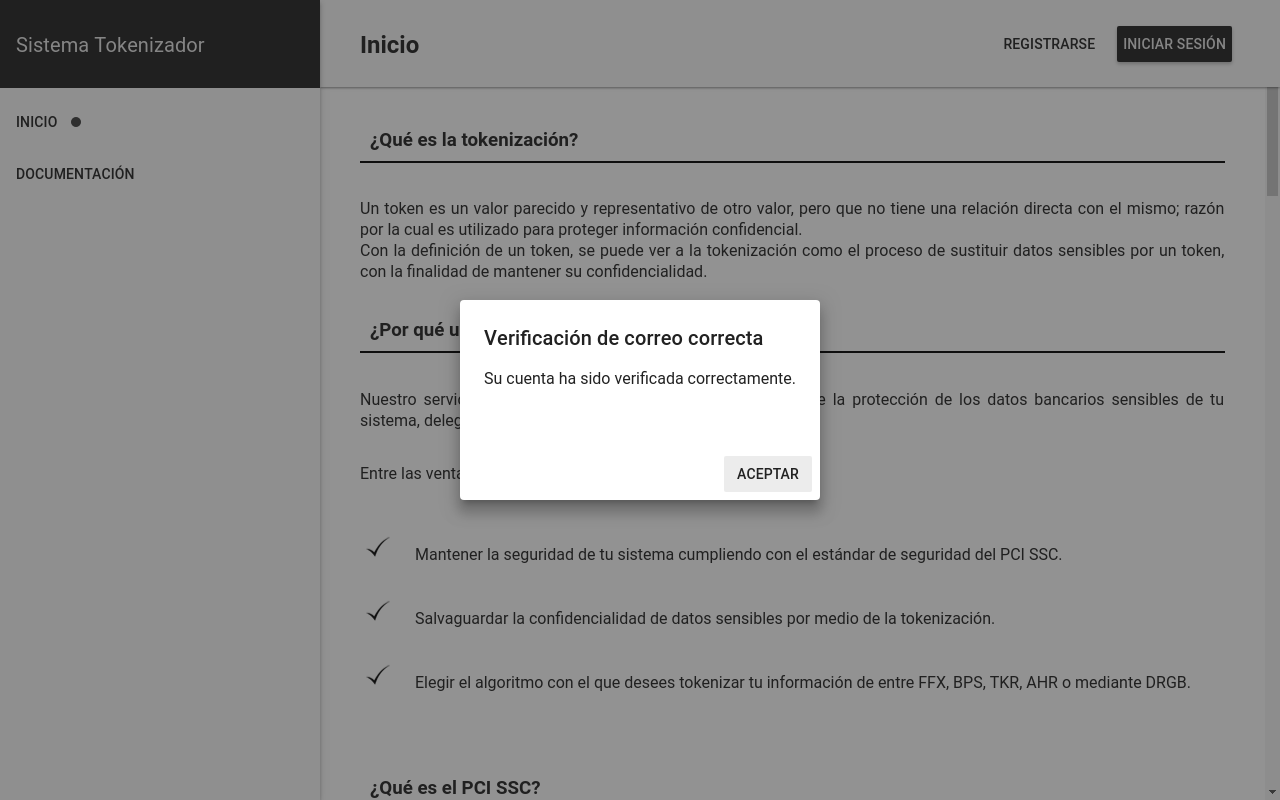 Sistema Tokenizador
Inicio
REGISTRARSE
INICIAR SESIÓN
INICIO
DOCUMENTACIÓN
¿Qué es la tokenización?
Un token es un valor parecido y representativo de otro valor, pero que no tiene una relación directa con el mismo; razón
por la cual es utilizado para proteger información confidencial.
Con la definición de un token, se puede ver a la tokenización como el proceso de sustituir datos sensibles por un token,
con la finalidad de mantener su confidencialidad.
¿Por qué
Verificación de correo correcta
Su cuenta ha sido verificada correctamente.
ACEPTAR
Nuestro la protección de los datos bancarios sensibles de tu
sistema,
Entre las
Mantener la seguridad de tu sistema cumpliendo con el estándar de seguridad del PCI SSC.
Salvaguardar la confidencialidad de datos sensibles por medio de la tokenización.
Elegir el algoritmo con el que desees tokenizar tu información de entre FFX, BPS, TKR, AHR o mediante DRGB.
¿Qué es el PCI SSC?